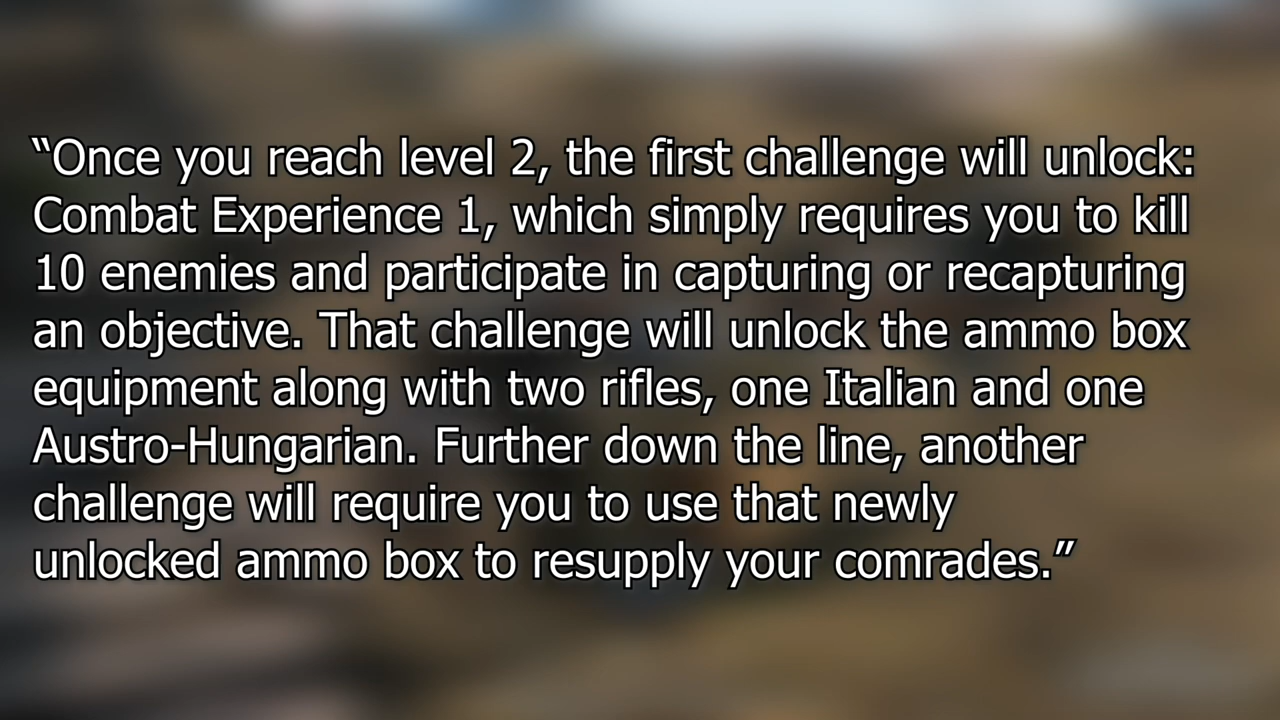 “Once you reach level 2, the first challenge will unlock:
Combat Experience 1, which simply requires you to kill
10 enemies and participate in capturing or recapturing
an objective. That challenge will unlock the ammo box
equipment along with two rifles, one Italian and one
Austro-Hungarian. Further down the line, another
challenge will require you to use that newly
unlocked ammo box to resupply your comrades.”